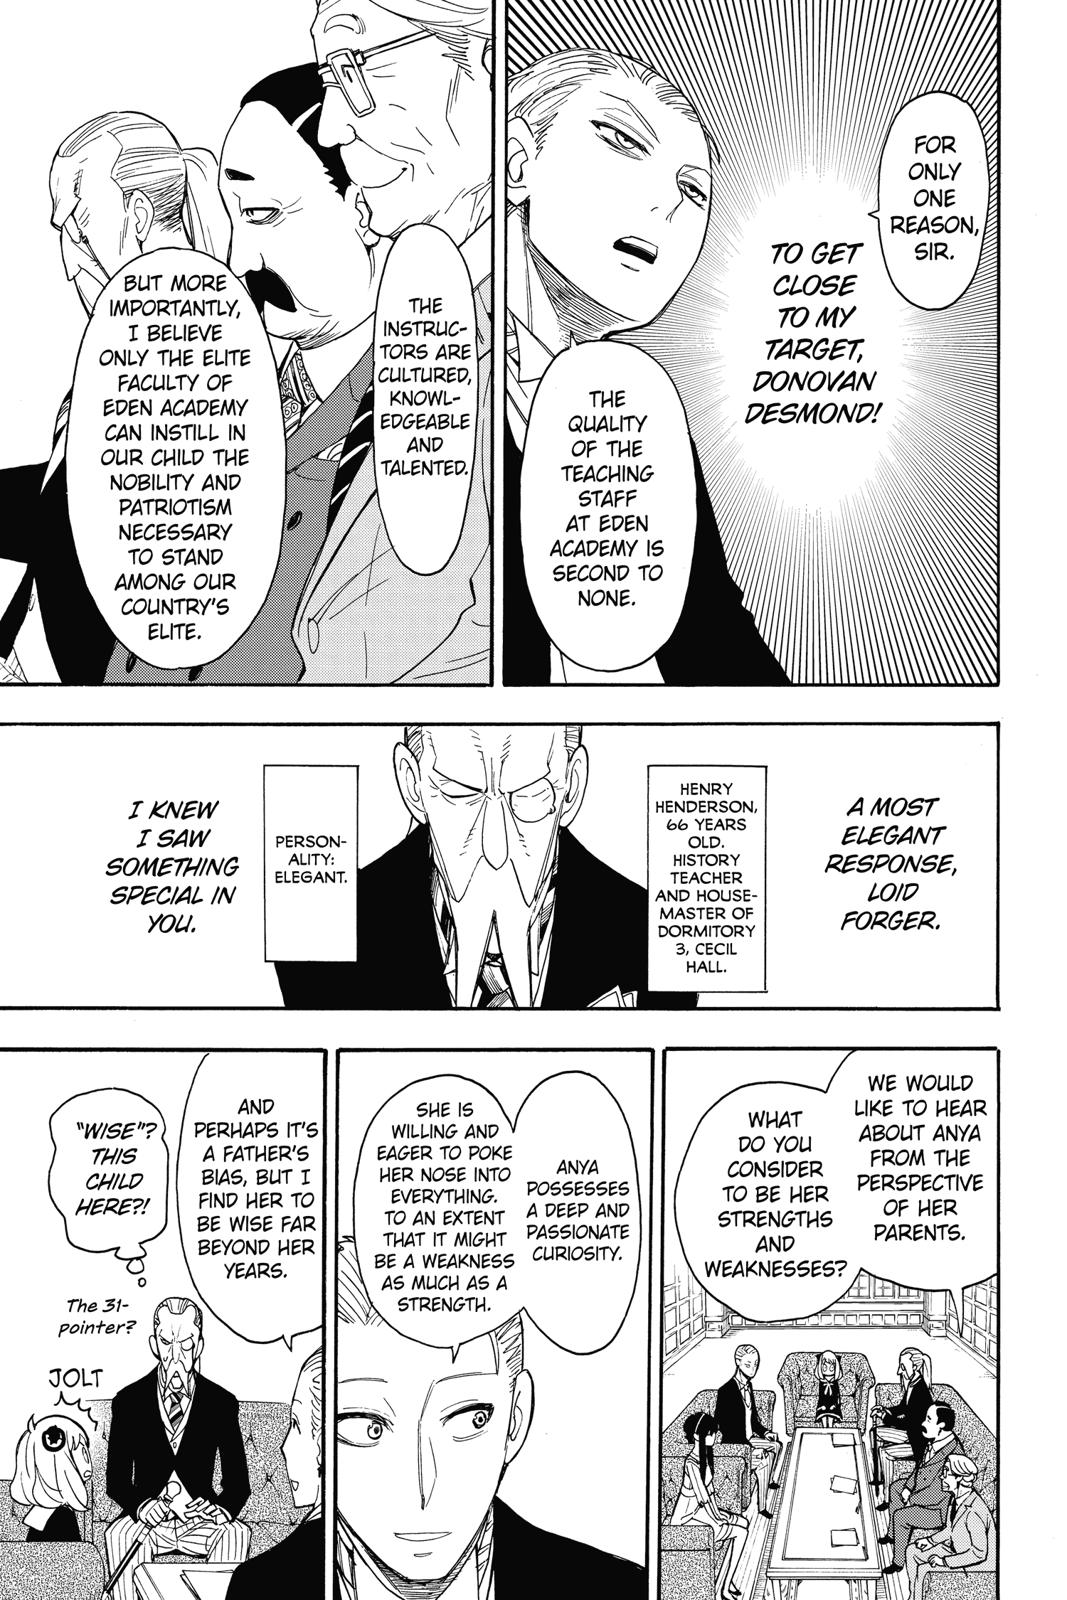 FOR
ONLY
ONE
REASON,
SIR.
TO GET
CLOSE
TO MY
TARGET,
DONOVAN
DESMOND!
THE
QUALITY
OF THE
TEACHING
STAFF
AT EDEN
ACADEMY IS
SECOND TO
NONE.
THE
INSTRUC-
TORS ARE
CULTURED,
KNOWL-
EDGEABLE
AND
TALENTED.
BUT MORE
IMPORTANTLY,
I BELIEVE
ONLY THE ELITE
FACULTY OF
EDEN ACADEMY
CAN INSTILL IN
OUR CHILD THE
NOBILITY AND
PATRIOTISM
NECESSARY
TO STAND
AMONG OUR
COUNTRY'S
ELITE.
A MOST
ELEGANT
RESPONSE,
LOID
FORGER.
HENRY
HENDERSON,
66 YEARS
OLD.
HISTORY
TEACHER
AND HOUSE-
MASTER OF
DORMITORY
3, CECIL
HALL.
PERSON-
ALITY:
ELEGANT.
I KNEW
I SAW
SOMETHING
SPECIAL IN
YOU.
WE WOULD
LIKE TO HEAR
ABOUT ANYA
FROM THE
PERSPECTIVE
OF HER
PARENTS.
WHAT
DO YOU
CONSIDER
TO BE HER
STRENGTHS
AND
WEAKNESSES?
ANYA
POSSESSES
A DEEP AND
PASSIONATE
CURIOSITY.
SHE IS
WILLING AND
EAGER TO POKE
HER NOSE INTO
EVERYTHING.
TO AN EXTENT
THAT IT MIGHT
BE A WEAKNESS
AS MUCH AS A
STRENGTH.
AND
PERHAPS IT'S
A FATHER'S
BIAS, BUT I
FIND HER TO
BE WISE FAR
BEYOND HER
YEARS.
"WISE"?
THIS
CHILD
HERE?!
The 31-
pointer?
JOLT